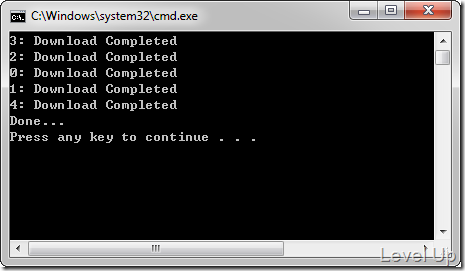 C:\Windows\system32\cmd.exe
3: Download Completed
2: Download Completed
0: Download Completed
1: Download Completed
4: Download Completed
Done...
Press any key to continue . . .
Level Up